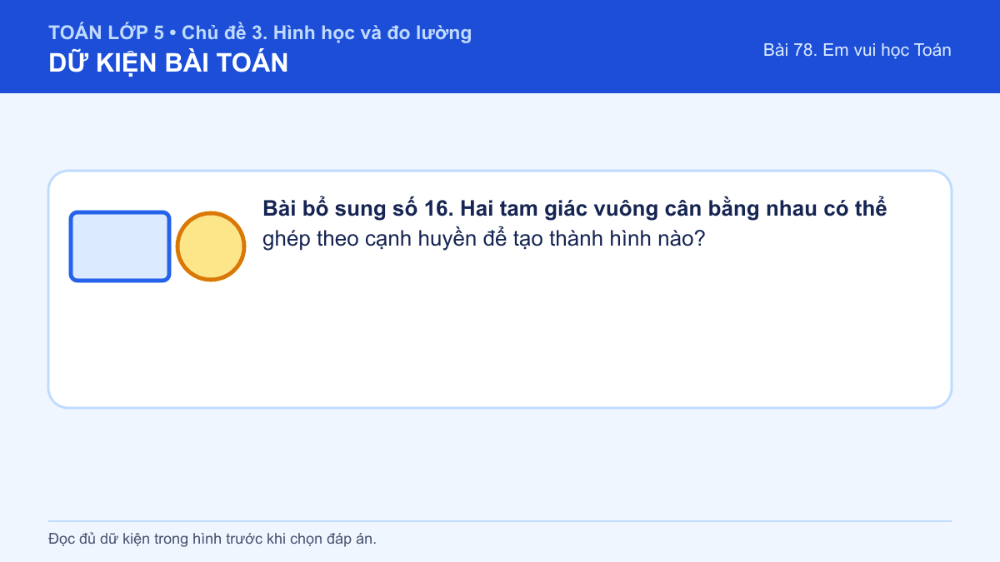 TOÁN LỚP 5 • Chủ đề 3. Hình học và đo lường
DỮ KIỆN BÀI TOÁN
Bài 78. Em vui học Toán
Bài bổ sung số 16. Hai tam giác vuông cân bằng nhau có thể
ghép theo cạnh huyền để tạo thành hình nào?
Đọc đủ dữ kiện trong hình trước khi chọn đáp án.